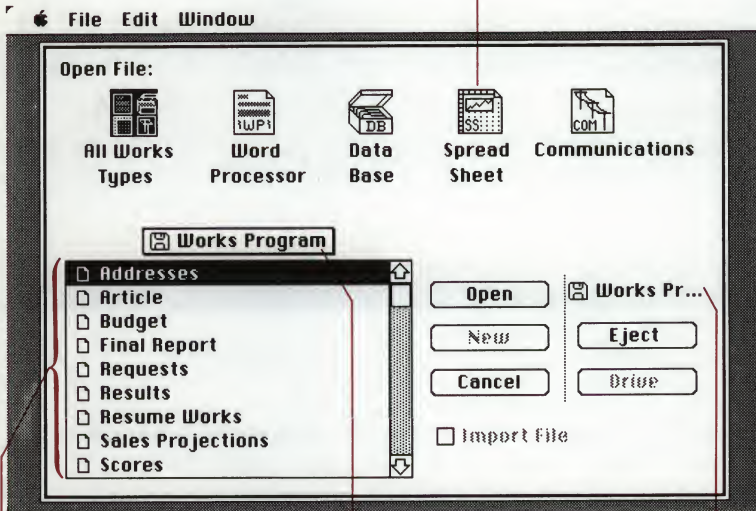 File Edit Window
Open File:
WP
DB
SS
COM
All Works Types
Word Processor
Data Base
Spread Sheet
Communications
Works Program
Addresses
Article
Budget
Final Report
Requests
Results
Resume Works
Sales Projections
Scores
Open
New
Cancel
Works Pr...
Eject
Drive
Import File